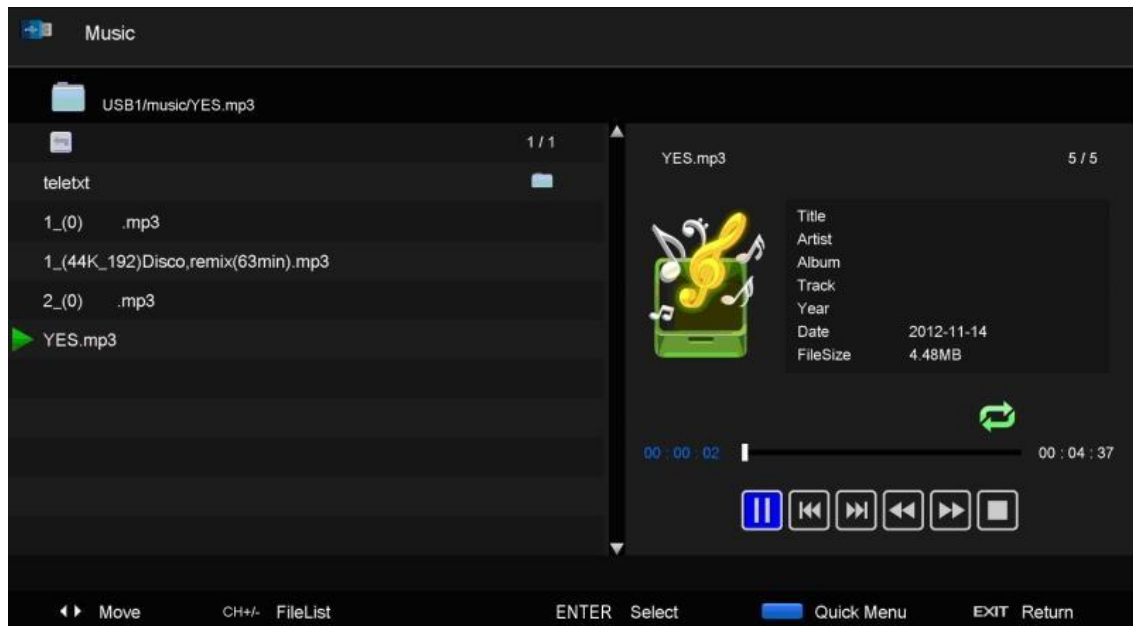 Music
USB1/music/YES.mp3
1 / 1
teletxt
1_(0) .mp3
1_(44K_192)Disco,remix(63min).mp3
2_(0) .mp3
YES.mp3
YES.mp3 5 / 5
Title
Artist
Album
Track
Year
Date 2012-11-14
FileSize 4.48MB
00 : 00 : 02 00 : 04 : 37
Move CH+/- FileList ENTER Select Quick Menu EXIT Return